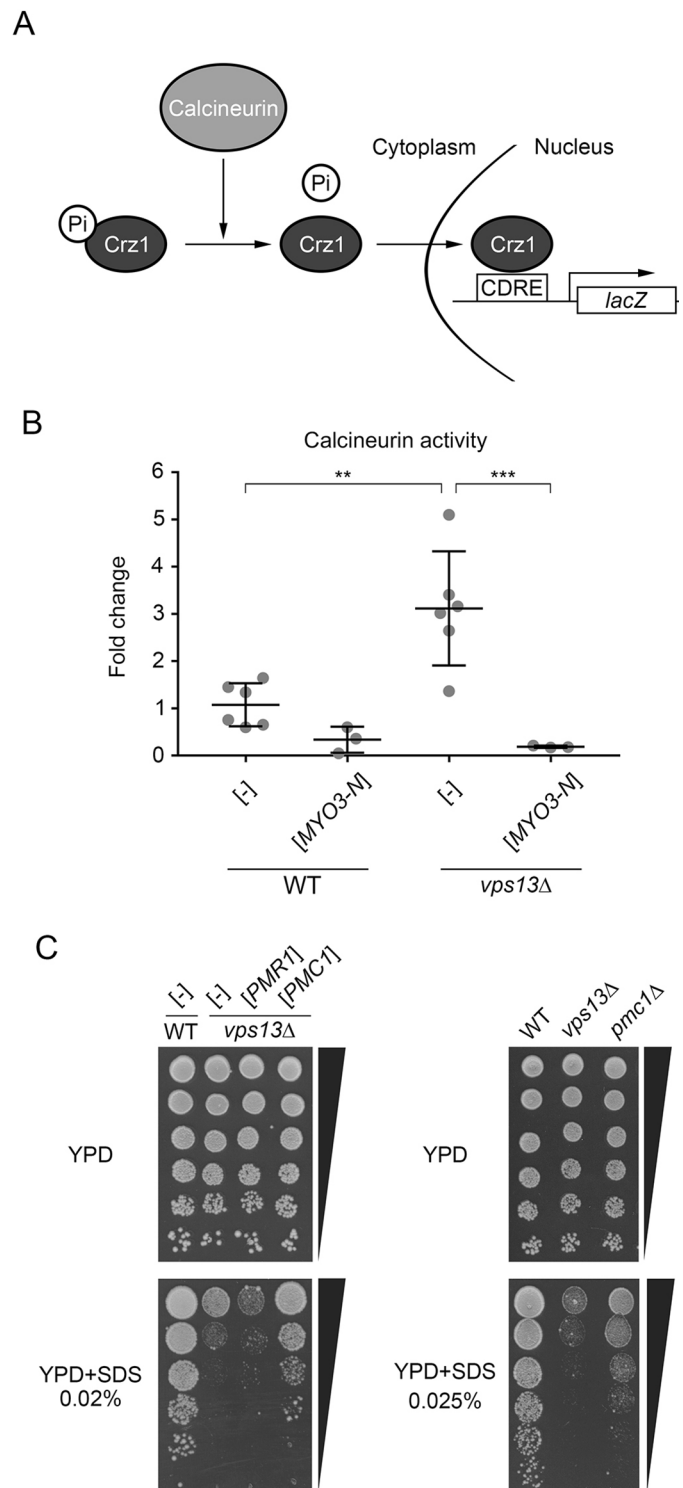 A
Calcineurin
Cytoplasm Nucleus
Pi
Pi
Crz1 Crz1 Crz1
CDRE
lacZ
B
Calcineurin activity
** ***
6
5
4
3
2
1
0
Fold change
[-] [MYO3-N] [-] [MYO3-N]
WT vps13Δ
C
[-] [-] [PMR1] [PMC1]
WT vps13Δ
WT vps13Δ pmc1Δ
YPD YPD
YPD+SDS
0.02%
YPD+SDS
0.025%